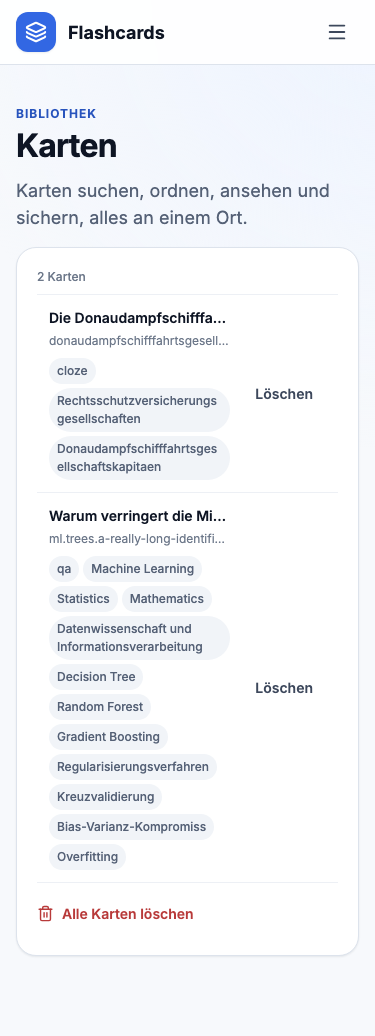 Flashcards
BIBLIOTHEK
Karten
Karten suchen, ordnen, ansehen und
sichern, alles an einem Ort.
2 Karten
Die Donaudampfschifffa...
donaudampfschifffahrtsgesell...
cloze
Rechtsschutzversicherungs
gesellschaften
Donaudampfschifffahrtsges
ellschaftskapitaen
Löschen
Warum verringert die Mi...
ml.trees.a-really-long-identifi...
qa Machine Learning
Statistics Mathematics
Datenwissenschaft und
Informationsverarbeitung
Decision Tree
Random Forest
Gradient Boosting
Regularisierungsverfahren
Kreuzvalidierung
Bias-Varianz-Kompromiss
Overfitting
Löschen
Alle Karten löschen